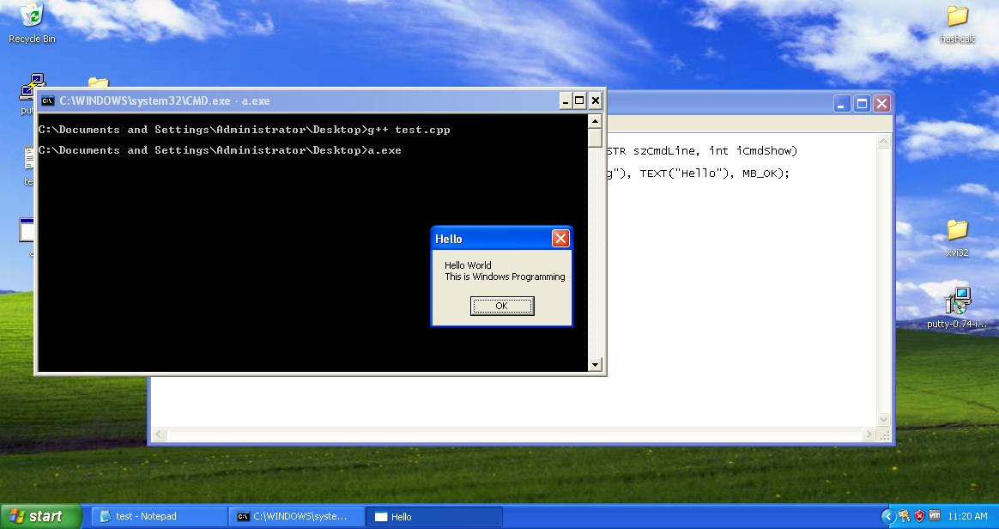 Recycle Bin
hashcalc
C:\WINDOWS\system32\CMD.exe - a.exe
C:\Documents and Settings\Administrator\Desktop>g++ test.cpp
C:\Documents and Settings\Administrator\Desktop>a.exe
STR szCmdLine, int iCmdShow)
g"), TEXT("Hello"), MB_OK);
Hello
Hello World
This is Windows Programming
OK
xvi32
putty-0.74-i...
start
test - Notepad
C:\WINDOWS\syste...
Hello
11:20 AM